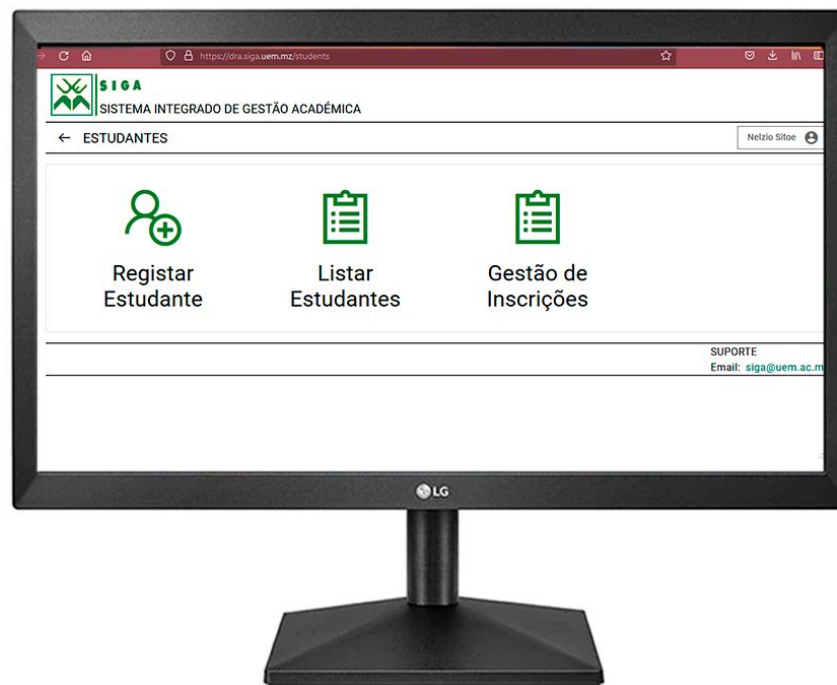 https://dra.siga.uem.mz/students
SIGA
SISTEMA INTEGRADO DE GESTÃO ACADÉMICA
ESTUDANTES
Nelzio Sitoe
Registar
Estudante
Listar
Estudantes
Gestão de
Inscrições
SUPORTE
Email: siga@uem.ac.m
LG